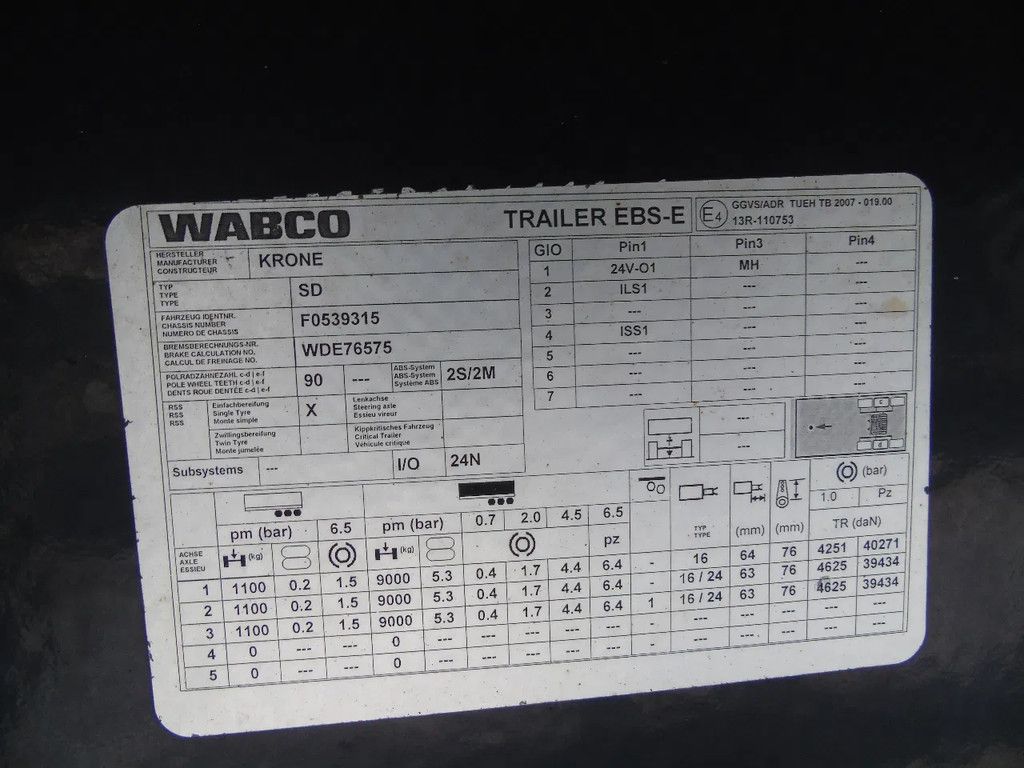 WABCO TRAILER EBS-E E4 GGVS/ADR TUEH TB 2007 - 019.00
13R-110753
HERSTELLER
MANUFACTURER
CONSTRUCTEUR
KRONE
TYP
TYPE
TYPE
SD
FAHRZEUG IDENTNR.
CHASSIS NUMBER
NUMERO DE CHASSIS
F0539315
BREMSBERECHNUNGS-NR.
BRAKE CALCULATION NO.
CALCUL DE FREINAGE NO.
WDE76575
POLRADZAHNEZAHL c-d | e-f
POLE WHEEL TEETH c-d | e-f
DENTS ROUE DENTÉE c-d | e-f
90 ---
ABS-System
ABS-System
Système ABS
2S/2M
RSS
RSS
RSS
Einfachbereifung
Single Tyre
Monte simple
X
Lenkachse
Steering axle
Essieu vireur
Zwillingsbereifung
Twin Tyre
Monte jumelée
Kippkritisches Fahrzeug
Critical Trailer
Véhicule critique
Subsystems --- I/O 24N
GIO Pin1 Pin3 Pin4
1 24V-O1 MH ---
2 ILS1 --- ---
3 --- --- ---
4 ISS1 --- ---
5 --- --- ---
6 --- --- ---
7 --- --- ---
---
---
c e
d
pm (bar) 6.5 pm (bar) 0.7 2.0 4.5 6.5 TYP
TYPE (mm) (mm) (bar)
1.0 Pz
ACHSE
AXLE
ESSIEU
(kg) (kg) pz TR (daN)
1 1100 0.2 1.5 9000 5.3 0.4 1.7 4.4 6.4 - 16 64 76 4251 40271
2 1100 0.2 1.5 9000 5.3 0.4 1.7 4.4 6.4 - 16 / 24 63 76 4625 39434
3 1100 0.2 1.5 9000 5.3 0.4 1.7 4.4 6.4 1 16 / 24 63 76 4625 39434
4 0 --- --- 0 --- --- --- --- --- - --- --- --- --- ---
5 0 --- --- 0 --- --- --- --- --- - --- --- --- --- ---